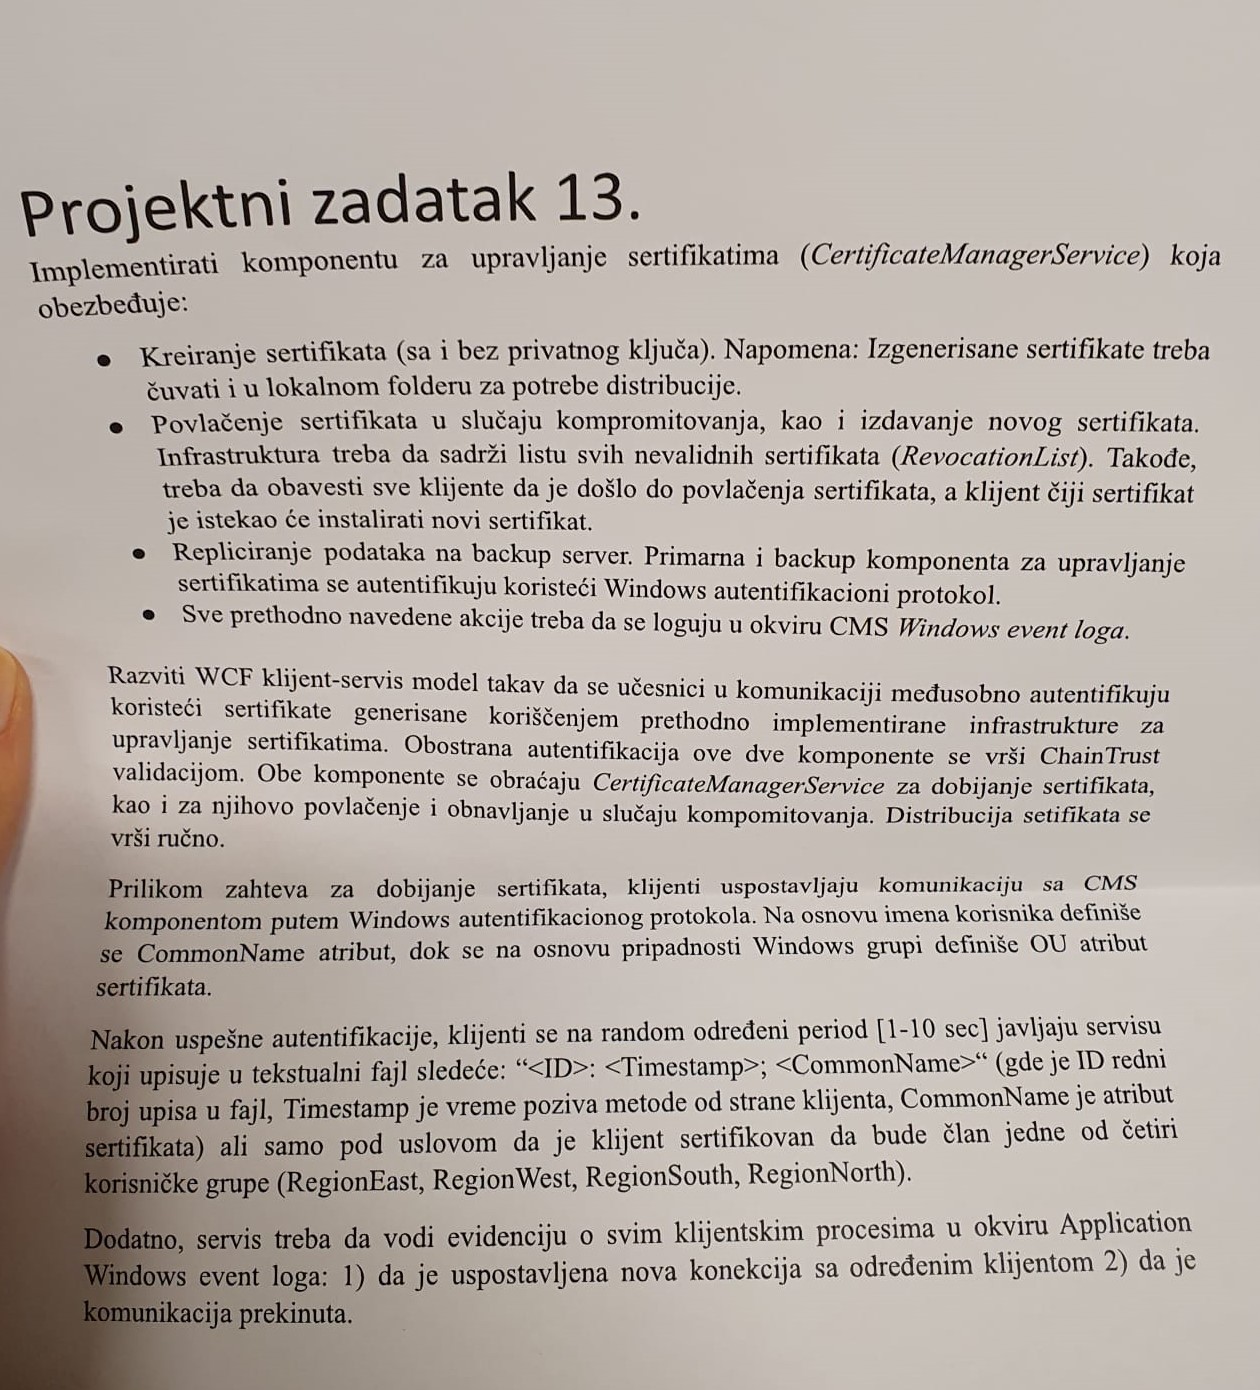 Projektni zadatak 13.
Implementirati komponentu za upravljanje sertifikatima (CertificateManagerService) koja
obezbeđuje:
• Kreiranje sertifikata (sa i bez privatnog ključa). Napomena: Izgenerisane sertifikate treba
čuvati i u lokalnom folderu za potrebe distribucije.
• Povlačenje sertifikata u slučaju kompromitovanja, kao i izdavanje novog sertifikata.
Infrastruktura treba da sadrži listu svih nevalidnih sertifikata (RevocationList). Takođe,
treba da obavesti sve klijente da je došlo do povlačenja sertifikata, a klijent čiji sertifikat
je istekao će instalirati novi sertifikat.
• Repliciranje podataka na backup server. Primarna i backup komponenta za upravljanje
sertifikatima se autentifikuju koristeći Windows autentifikacioni protokol.
• Sve prethodno navedene akcije treba da se loguju u okviru CMS Windows event loga.
Razviti WCF klijent-servis model takav da se učesnici u komunikaciji međusobno autentifikuju
koristeći sertifikate generisane koriščenjem prethodno implementirane infrastrukture za
upravljanje sertifikatima. Obostrana autentifikacija ove dve komponente se vrši ChainTrust
validacijom. Obe komponente se obraćaju CertificateManagerService za dobijanje sertifikata,
kao i za njihovo povlačenje i obnavljanje u slučaju kompomitovanja. Distribucija setifikata se
vrši ručno.
Prilikom zahteva za dobijanje sertifikata, klijenti uspostavljaju komunikaciju sa CMS
komponentom putem Windows autentifikacionog protokola. Na osnovu imena korisnika definiše
se CommonName atribut, dok se na osnovu pripadnosti Windows grupi definiše OU atribut
sertifikata.
Nakon uspešne autentifikacije, klijenti se na random određeni period [1-10 sec] javljaju servisu
koji upisuje u tekstualni fajl sledeće: “<ID>: <Timestamp>; <CommonName>“ (gde je ID redni
broj upisa u fajl, Timestamp je vreme poziva metode od strane klijenta, CommonName je atribut
sertifikata) ali samo pod uslovom da je klijent sertifikovan da bude član jedne od četiri
korisničke grupe (RegionEast, RegionWest, RegionSouth, RegionNorth).
Dodatno, servis treba da vodi evidenciju o svim klijentskim procesima u okviru Application
Windows event loga: 1) da je uspostavljena nova konekcija sa određenim klijentom 2) da je
komunikacija prekinuta.